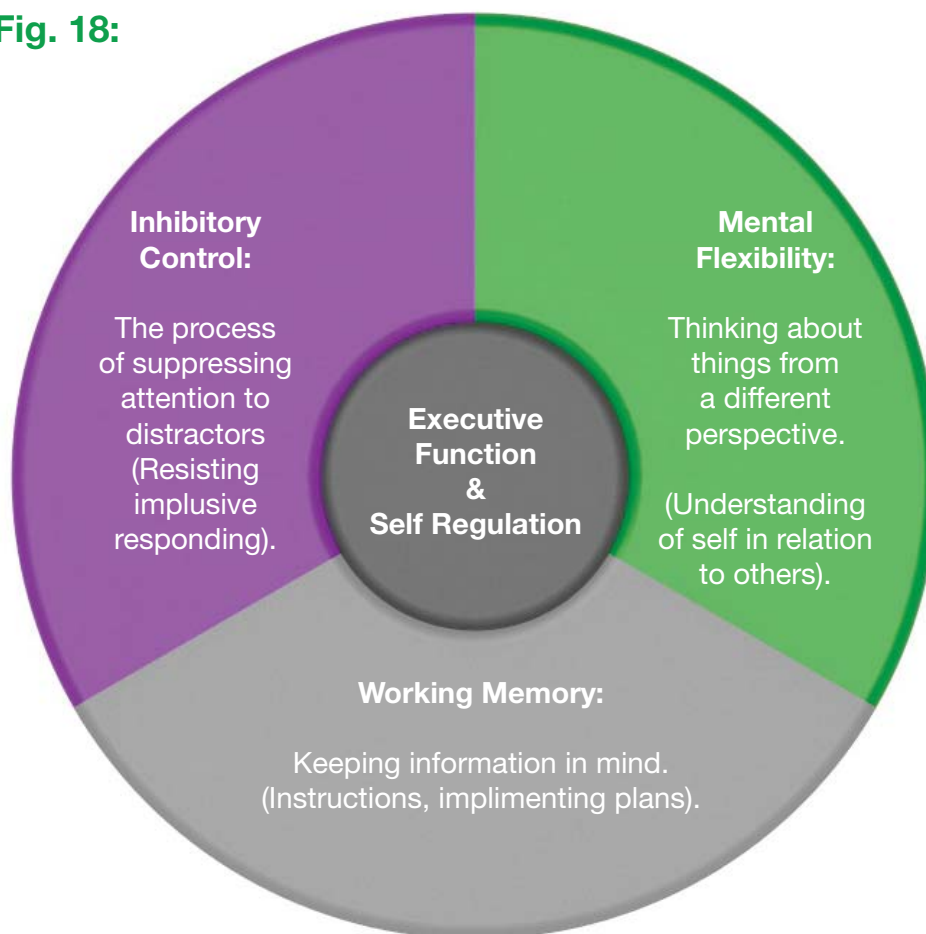 Fig. 18:
Inhibitory
Control:
The process
of suppressing
attention to
distractors
(Resisting
implusive
responding).
Mental
Flexibility:
Thinking about
things from
a different
perspective.
(Understanding
of self in relation
to others).
Executive
Function
&
Self Regulation
Working Memory:
Keeping information in mind.
(Instructions, implimenting plans).